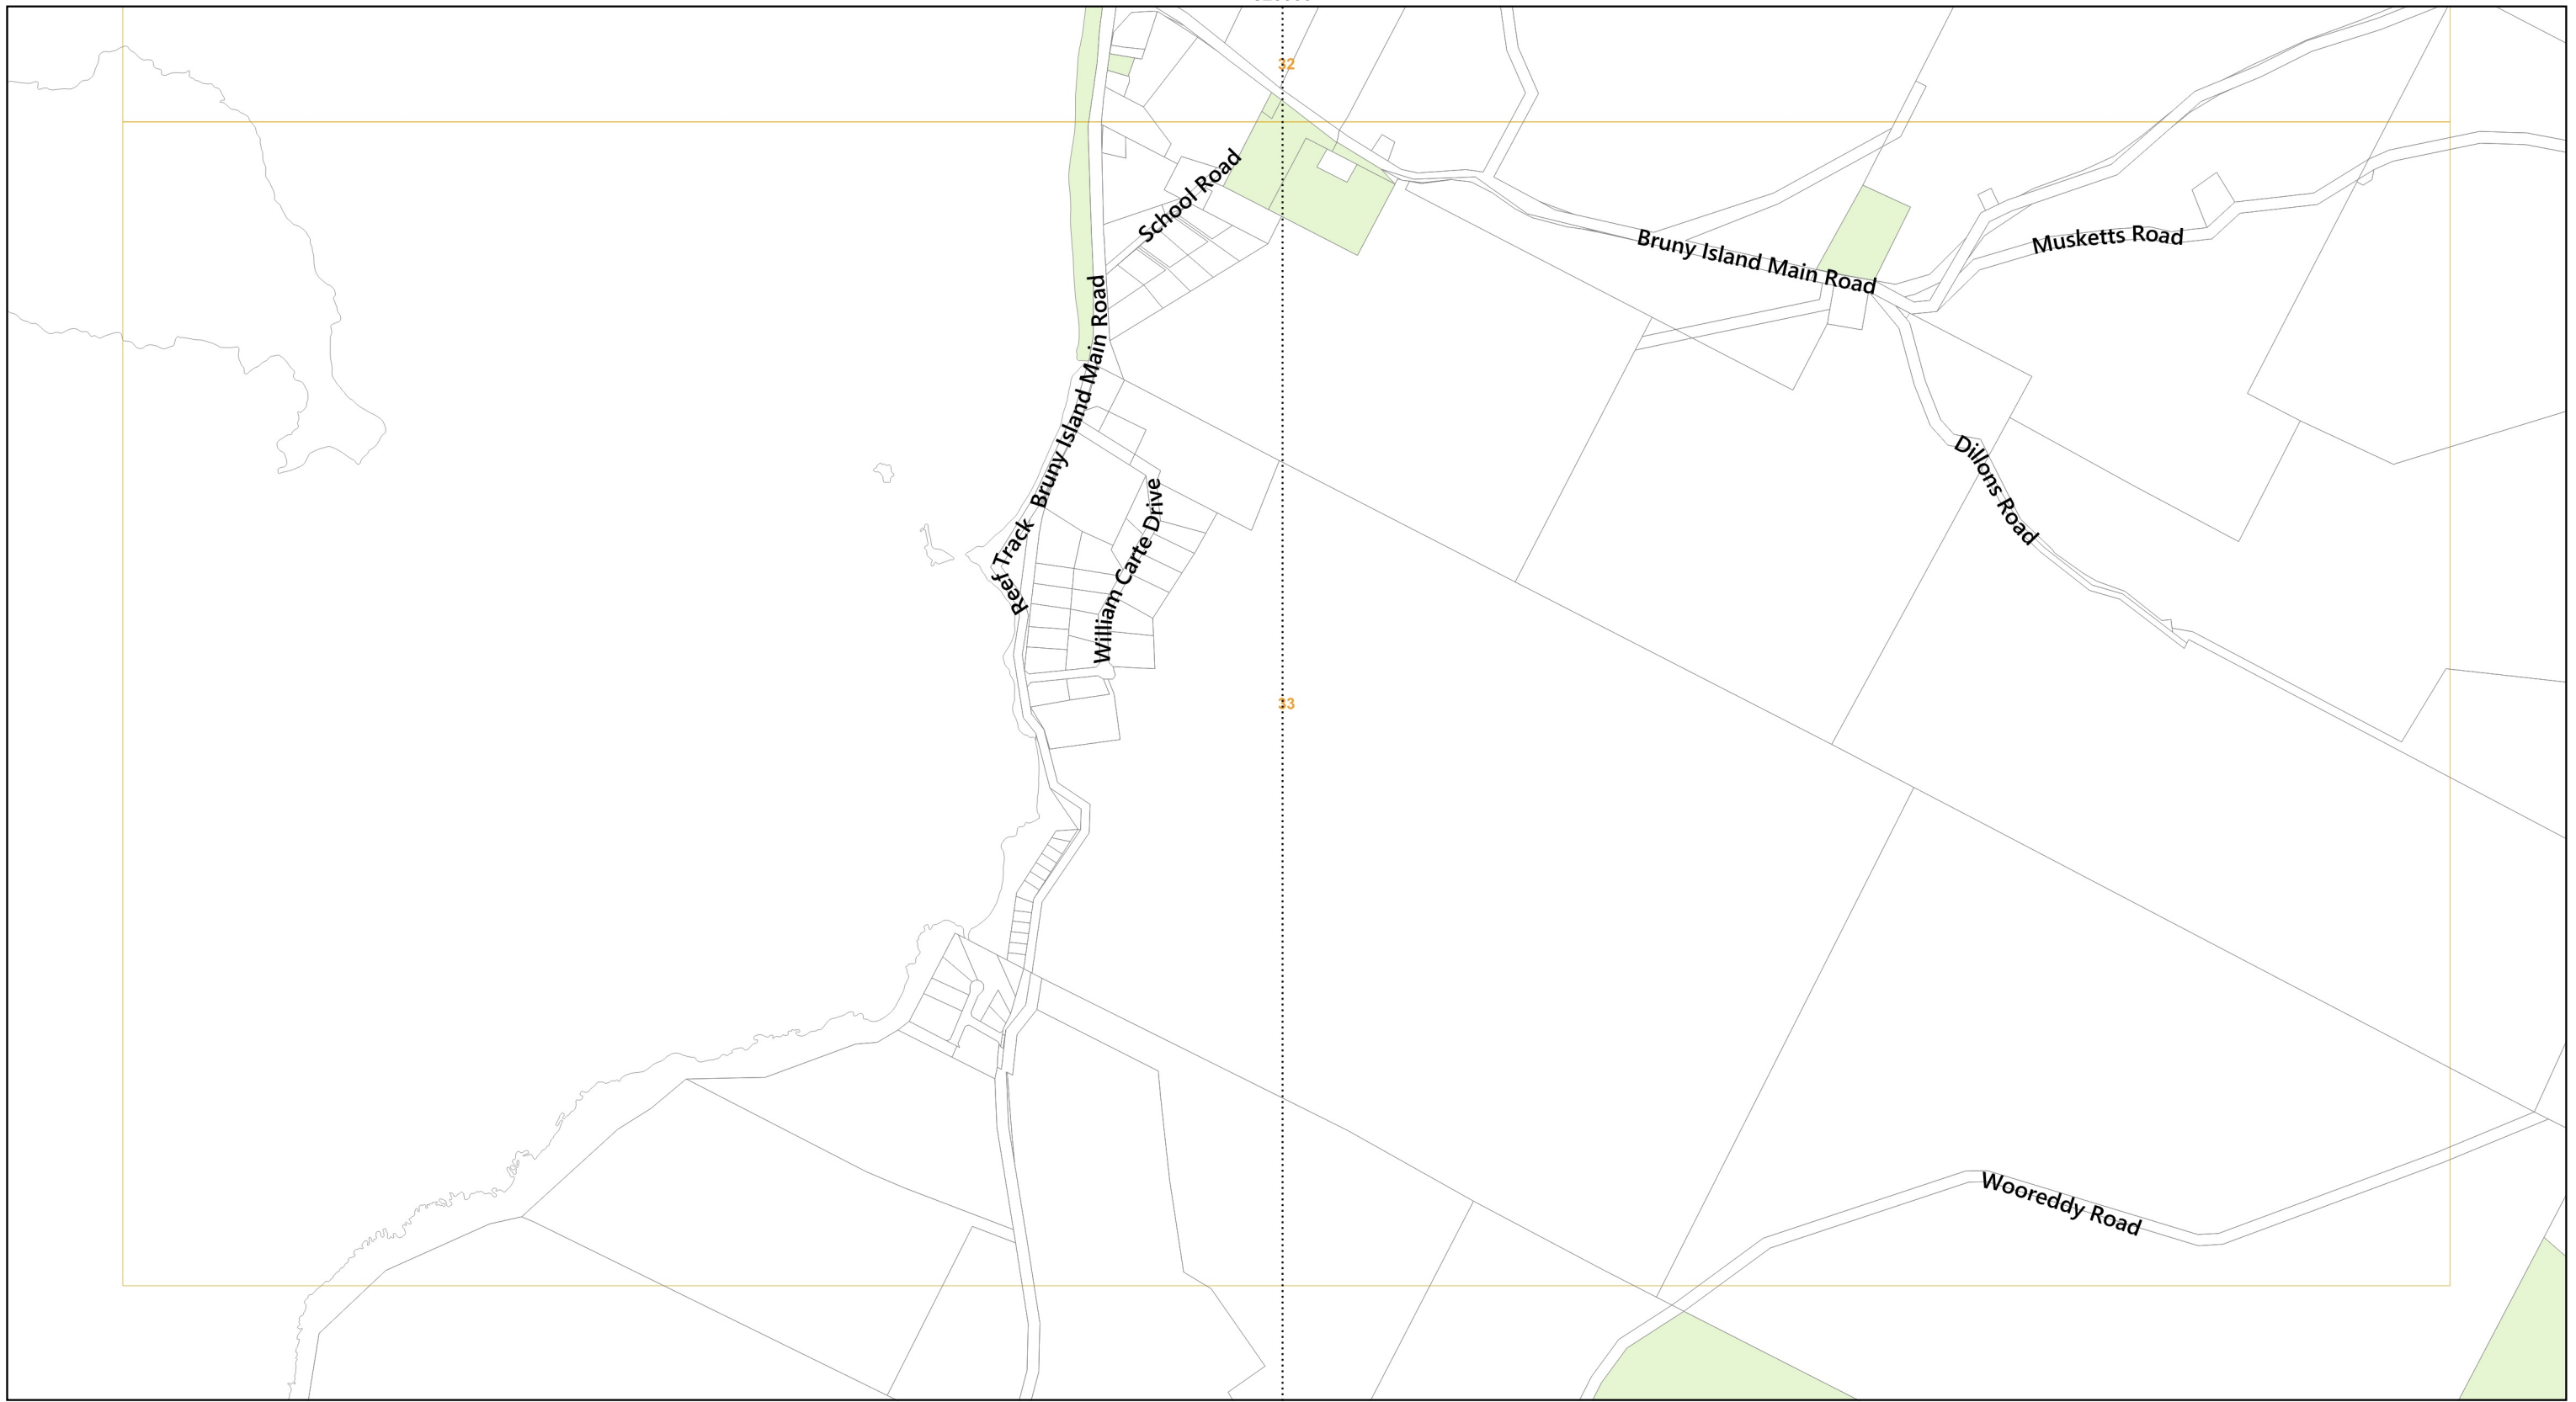 32
School Road
Bruny Island Main Road
Musketts Road
Bruny Island Main Road
Dillons Road
William Carte Drive
Reef Track
33
Wooreddy Road